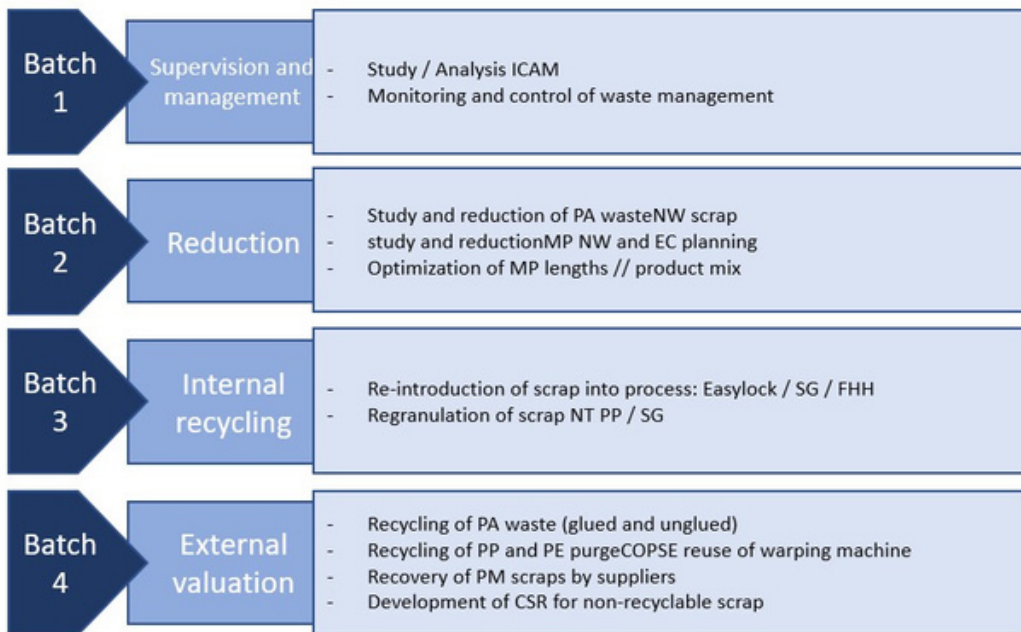 Batch
1
Supervision and
management
- Study / Analysis ICAM
- Monitoring and control of waste management
Batch
2
Reduction
- Study and reduction of PA wasteNW scrap
- study and reductionMP NW and EC planning
- Optimization of MP lengths // product mix
Batch
3
Internal
recycling
- Re-introduction of scrap into process: Easylock / SG / FHH
- Regranulation of scrap NT PP / SG
Batch
4
External
valuation
- Recycling of PA waste (glued and unglued)
- Recycling of PP and PE purgeCOPSE reuse of warping machine
- Recovery of PM scraps by suppliers
- Development of CSR for non-recyclable scrap